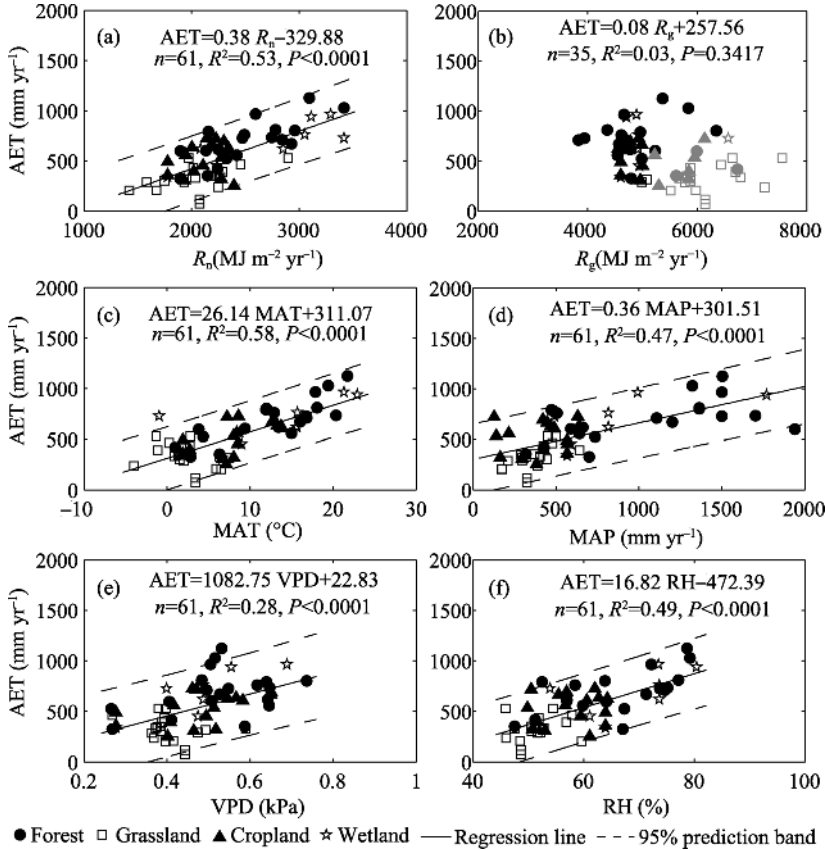 (a) AET=0.38 Rₙ−329.88
n=61, R²=0.53, P<0.0001
AET (mm yr⁻¹)
2000
1500
1000
500
0
1000 2000 3000 4000
Rₙ(MJ m⁻² yr⁻¹)
(b) AET=0.08 R_g+257.56
n=35, R²=0.03, P=0.3417
2000
1500
1000
500
0
2000 4000 6000 8000
R_g(MJ m⁻² yr⁻¹)
(c) AET=26.14 MAT+311.07
n=61, R²=0.58, P<0.0001
AET (mm yr⁻¹)
2000
1500
1000
500
0
−10 0 10 20 30
MAT (°C)
(d) AET=0.36 MAP+301.51
n=61, R²=0.47, P<0.0001
2000
1500
1000
500
0
0 500 1000 1500 2000
MAP (mm yr⁻¹)
(e) AET=1082.75 VPD+22.83
n=61, R²=0.28, P<0.0001
AET (mm yr⁻¹)
2000
1500
1000
500
0
0.2 0.4 0.6 0.8 1
VPD (kPa)
(f) AET=16.82 RH−472.39
n=61, R²=0.49, P<0.0001
2000
1500
1000
500
0
40 60 80 100
RH (%)
Forest Grassland Cropland Wetland Regression line 95% prediction band